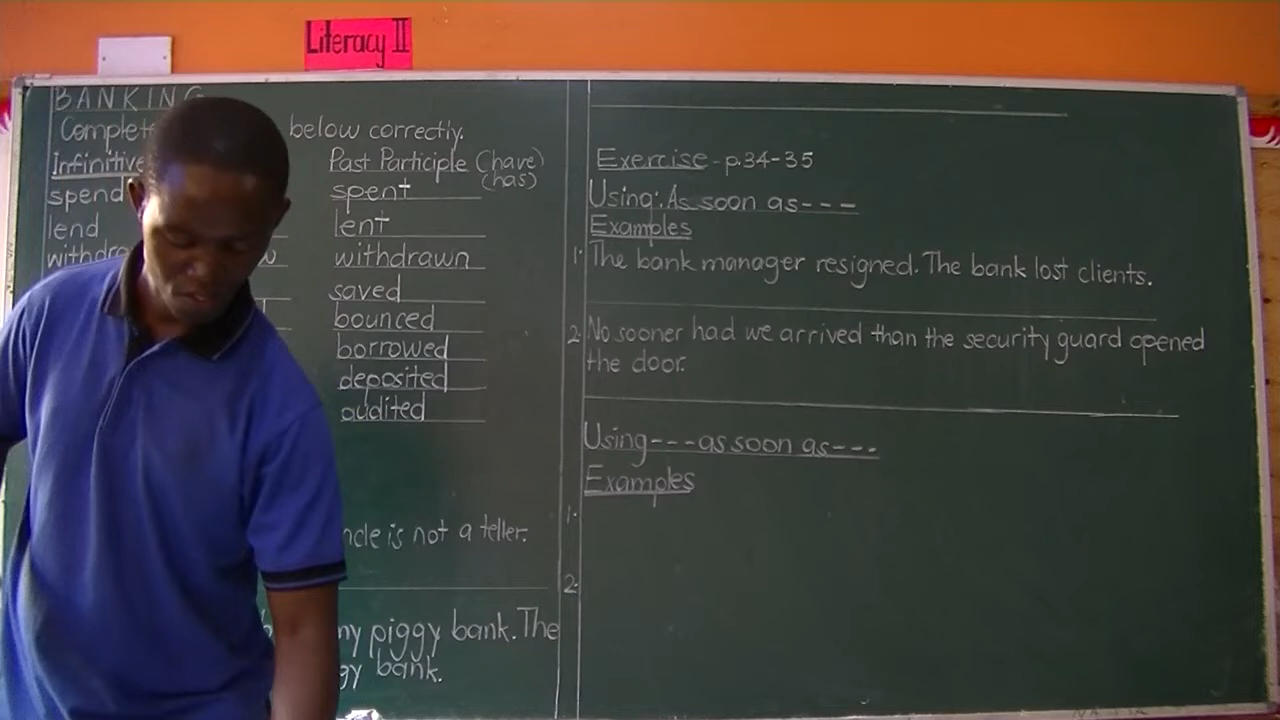 Literacy II
BANKING
Complete below correctly.
Infinitive Past Participle (have)
(has)
spend spent
lend lent
withdrawn
saved
bounced
borrowed
deposited
audited
is not a teller.
my piggy bank. The
bank.
Exercise - p.34-35
Using: As soon as---
Examples
1. The bank manager resigned. The bank lost clients.
2. No sooner had we arrived than the security guard opened
the door.
Using---as soon as---
Examples
1.
2.